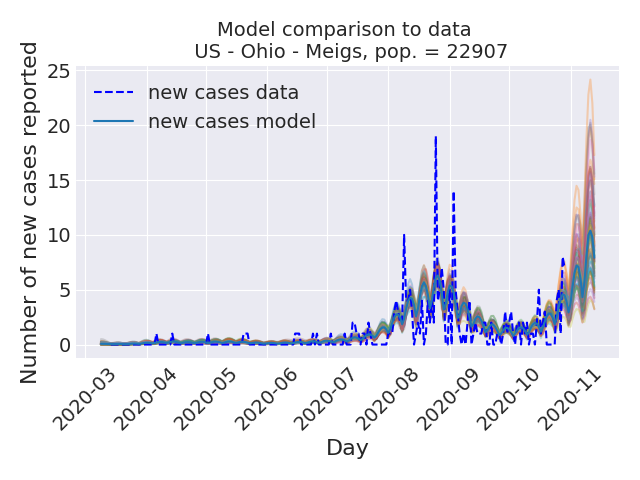 Model comparison to data
US - Ohio - Meigs, pop. = 22907
Number of new cases reported
25
20
15
10
5
0
new cases data
new cases model
2020-03
2020-04
2020-05
2020-06
2020-07
2020-08
2020-09
2020-10
2020-11
Day